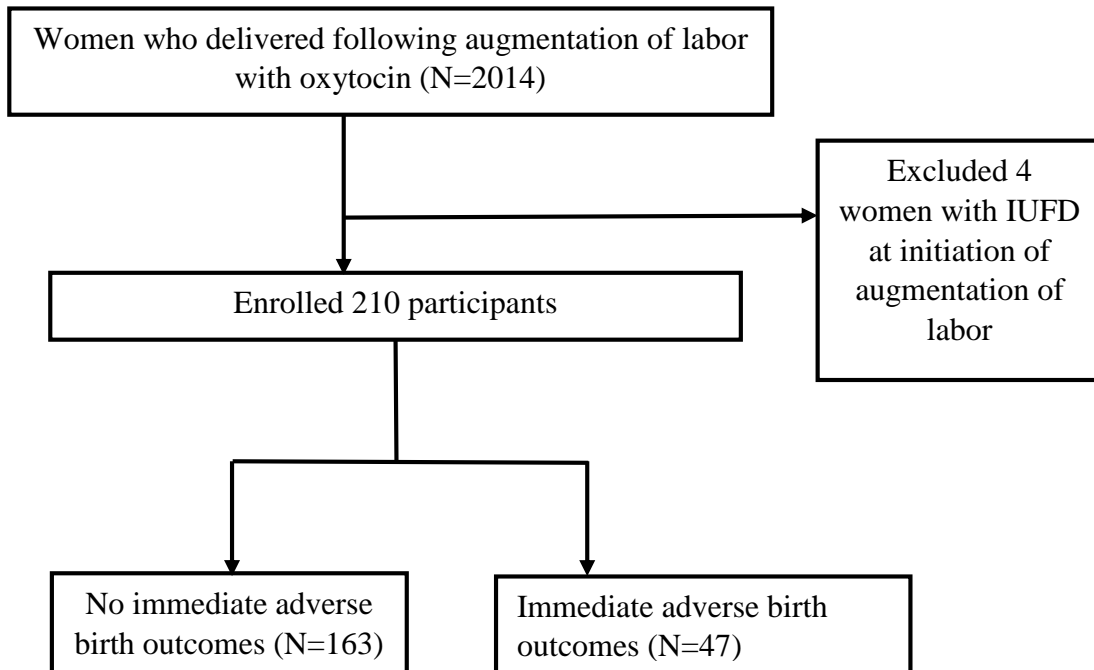 Women who delivered following augmentation of labor
with oxytocin (N=2014)
Excluded 4
women with IUFD
at initiation of
augmentation of
labor
Enrolled 210 participants
No immediate adverse
birth outcomes (N=163)
Immediate adverse birth
outcomes (N=47)